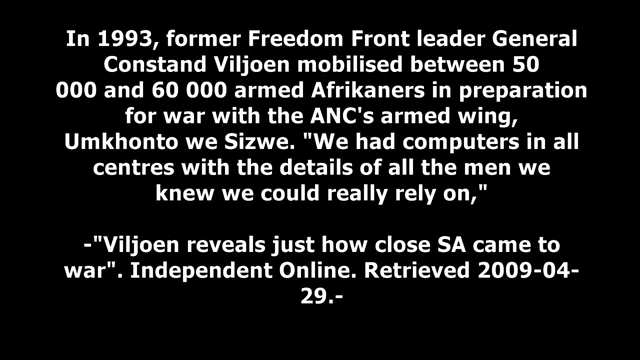 In 1993, former Freedom Front leader General
Constand Viljoen mobilised between 50
000 and 60 000 armed Afrikaners in preparation
for war with the ANC's armed wing,
Umkhonto we Sizwe. "We had computers in all
centres with the details of all the men we
knew we could really rely on,"
-"Viljoen reveals just how close SA came to
war". Independent Online. Retrieved 2009-04-
29.-